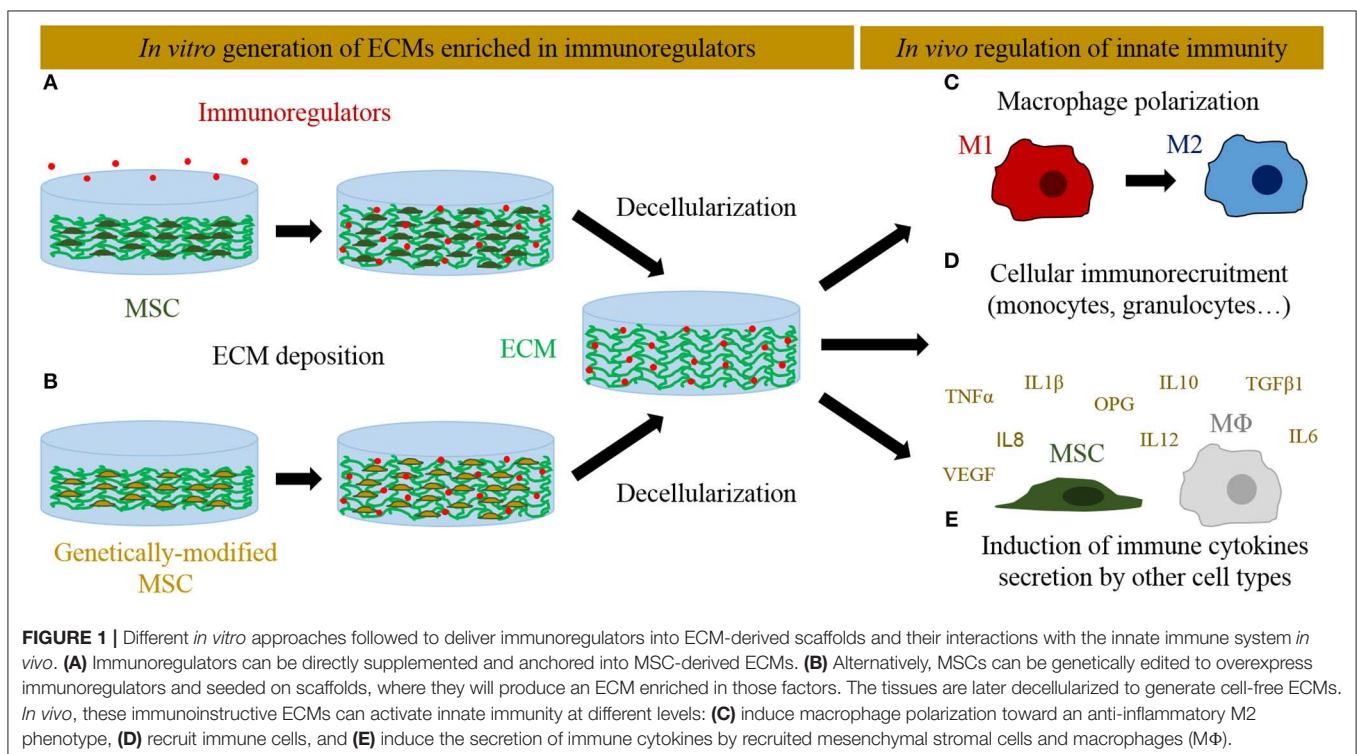 In vitro generation of ECMs enriched in immunoregulators
In vivo regulation of innate immunity
A
Immunoregulators
MSC
ECM deposition
B
Genetically-modified
MSC
Decellularization
ECM
Decellularization
C
Macrophage polarization
M1
M2
D
Cellular immunorecruitment
(monocytes, granulocytes…)
TNFα
IL1β
OPG
IL10
TGFβ1
IL8
MSC
IL12
MΦ
IL6
VEGF
E
Induction of immune cytokines
secretion by other cell types
FIGURE 1 | Different in vitro approaches followed to deliver immunoregulators into ECM-derived scaffolds and their interactions with the innate immune system in
vivo. (A) Immunoregulators can be directly supplemented and anchored into MSC-derived ECMs. (B) Alternatively, MSCs can be genetically edited to overexpress
immunoregulators and seeded on scaffolds, where they will produce an ECM enriched in those factors. The tissues are later decellularized to generate cell-free ECMs.
In vivo, these immunoinstructive ECMs can activate innate immunity at different levels: (C) induce macrophage polarization toward an anti-inflammatory M2
phenotype, (D) recruit immune cells, and (E) induce the secretion of immune cytokines by recruited mesenchymal stromal cells and macrophages (MΦ).